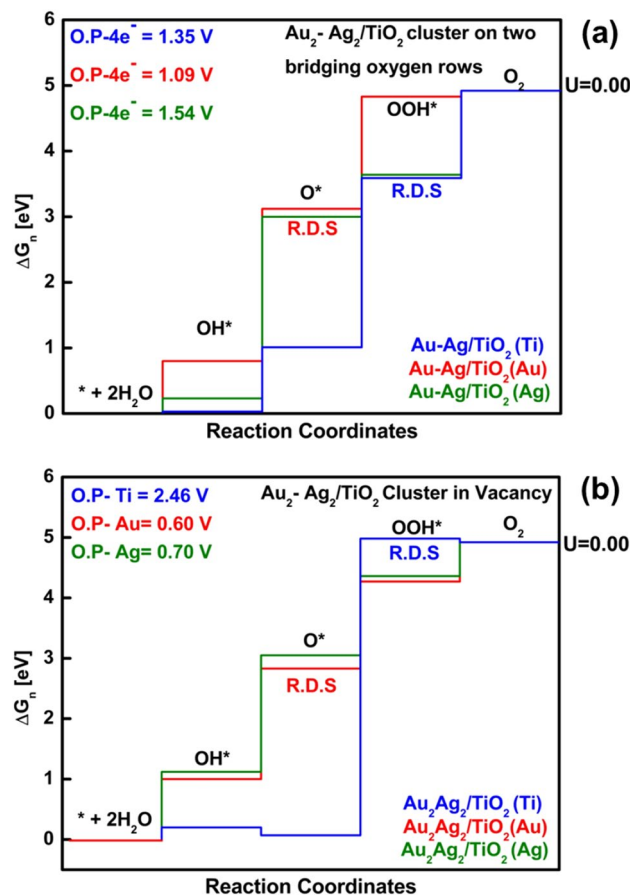 6
O.P-4e⁻ = 1.35 V
Au₂- Ag₂/TiO₂ cluster on two
(a)
O.P-4e⁻ = 1.09 V
bridging oxygen rows
5
O₂
U=0.00
O.P-4e⁻ = 1.54 V
OOH*
4
R.D.S
O*
3
R.D.S
ΔGₙ [eV]
2
OH*
1
Au-Ag/TiO₂(Ti)
* + 2H₂O
Au-Ag/TiO₂(Au)
Au-Ag/TiO₂(Ag)
0
Reaction Coordinates
6
O.P- Ti = 2.46 V
Au₂- Ag₂/TiO₂ Cluster in Vacancy
(b)
O.P- Au= 0.60 V
OOH*
O₂
5
U=0.00
O.P- Ag= 0.70 V
R.D.S
4
O*
3
R.D.S
ΔGₙ [eV]
2
OH*
1
Au₂Ag₂/TiO₂(Ti)
* + 2H₂O
Au₂Ag₂/TiO₂(Au)
Au₂Ag₂/TiO₂(Ag)
0
Reaction Coordinates